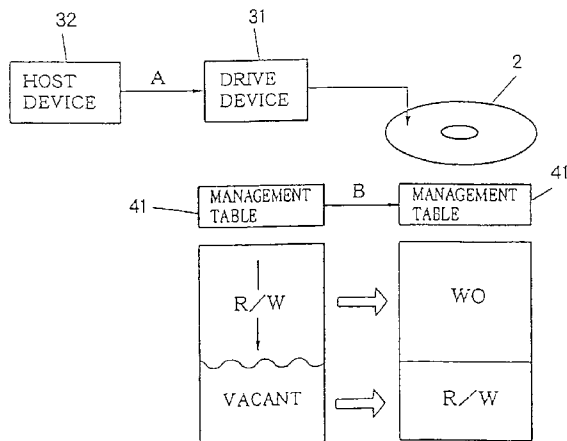 32
31
HOST
DEVICE
A
DRIVE
DEVICE
2
41
MANAGEMENT
TABLE
B
MANAGEMENT
TABLE
41
R/W
WO
VACANT
R/W